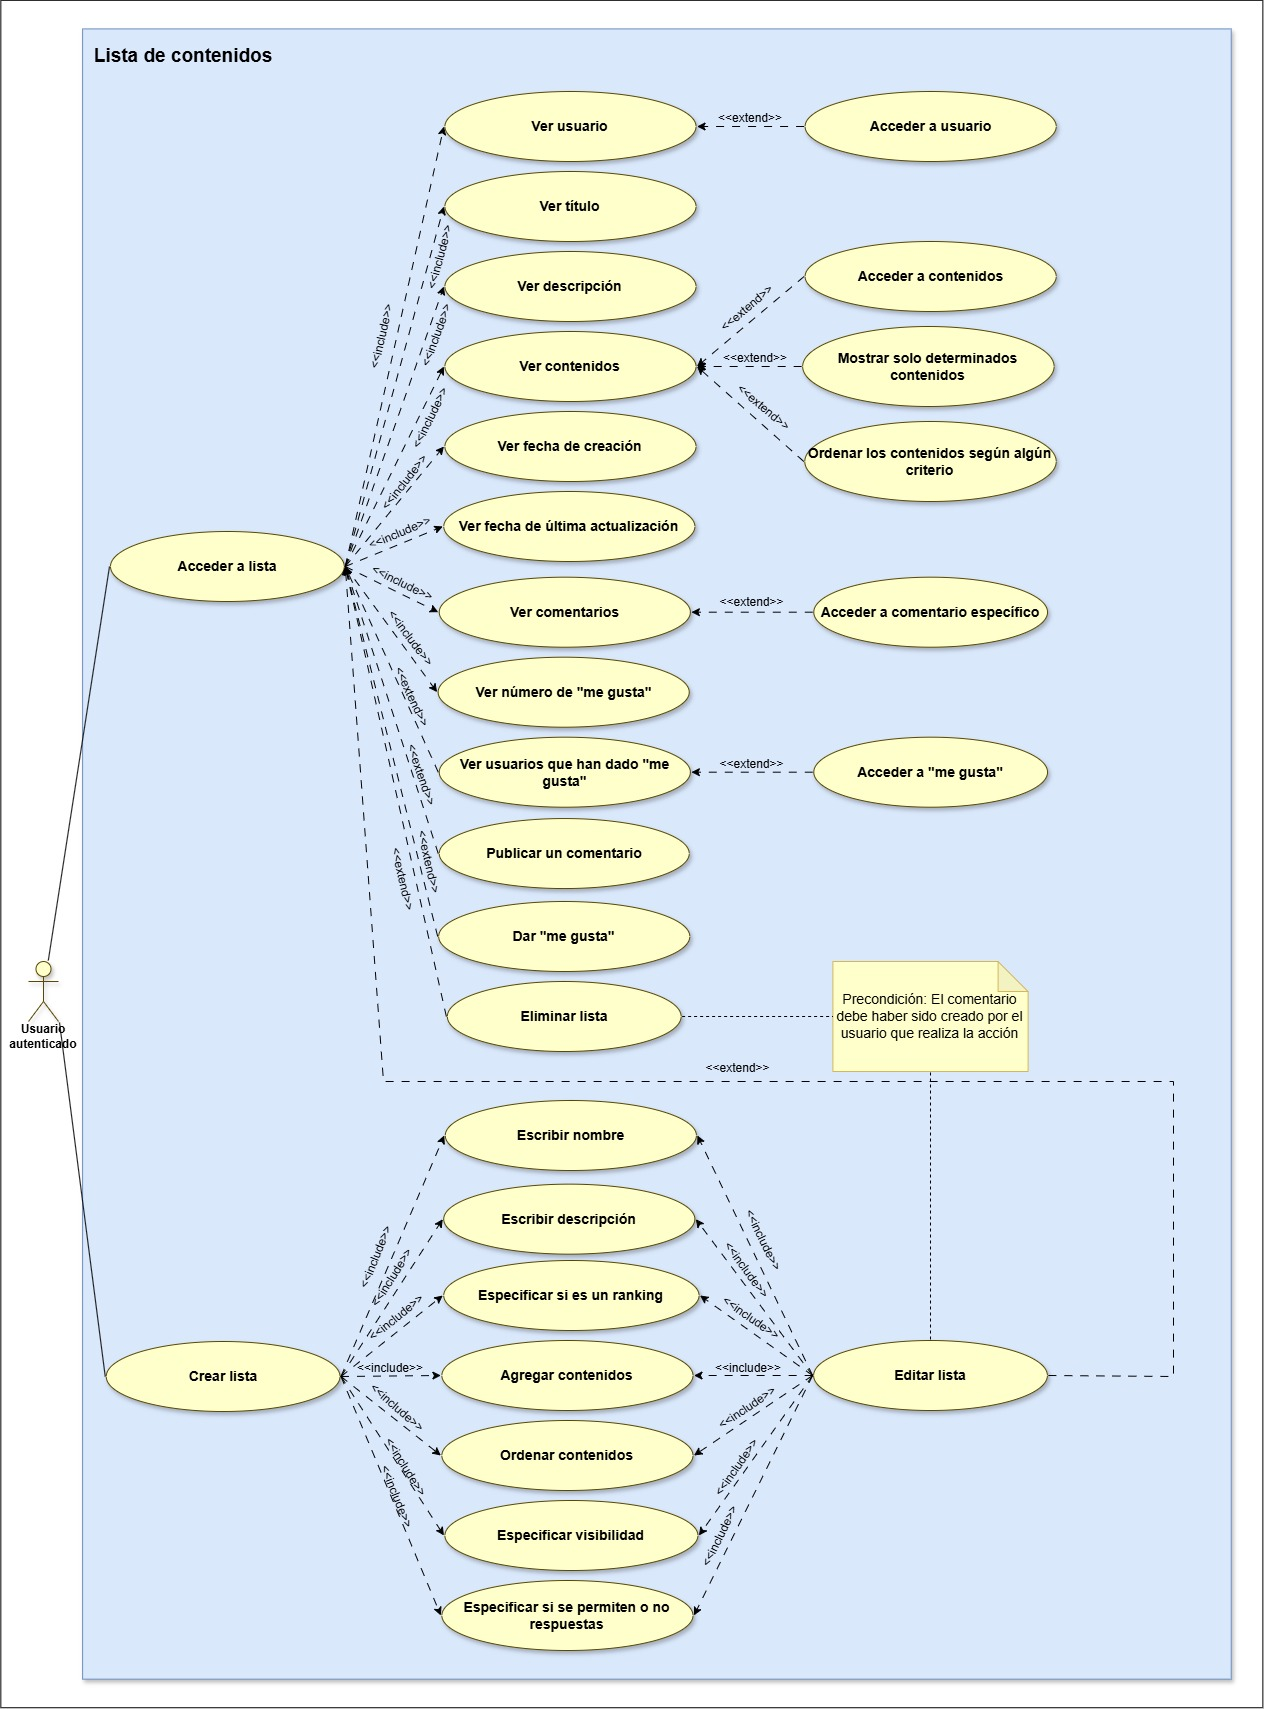 Lista de contenidos
Ver usuario
<<extend>>
Acceder a usuario
Ver título
<<include>>
Ver descripción
Acceder a contenidos
<<extend>>
<<include>>
<<include>>
Ver contenidos
<<extend>>
Mostrar solo determinados
contenidos
<<include>>
<<extend>>
Ver fecha de creación
Ordenar los contenidos según algún
criterio
<<include>>
Ver fecha de última actualización
<<include>>
Acceder a lista
<<include>>
Ver comentarios
<<extend>>
Acceder a comentario específico
<<include>>
Ver número de "me gusta"
<<extend>>
Ver usuarios que han dado "me
gusta"
<<extend>>
Acceder a "me gusta"
<<extend>>
Publicar un comentario
<<extend>>
<<extend>>
Dar "me gusta"
Eliminar lista
Precondición: El comentario
debe haber sido creado por el
usuario que realiza la acción
Usuario
autenticado
<<extend>>
Escribir nombre
Escribir descripción
<<include>>
<<include>>
<<include>>
<<include>>
Especificar si es un ranking
<<include>>
<<include>>
Crear lista
<<include>>
Agregar contenidos
<<include>>
Editar lista
<<include>>
<<include>>
Ordenar contenidos
<<include>>
<<include>>
<<include>>
Especificar visibilidad
<<include>>
Especificar si se permiten o no
respuestas